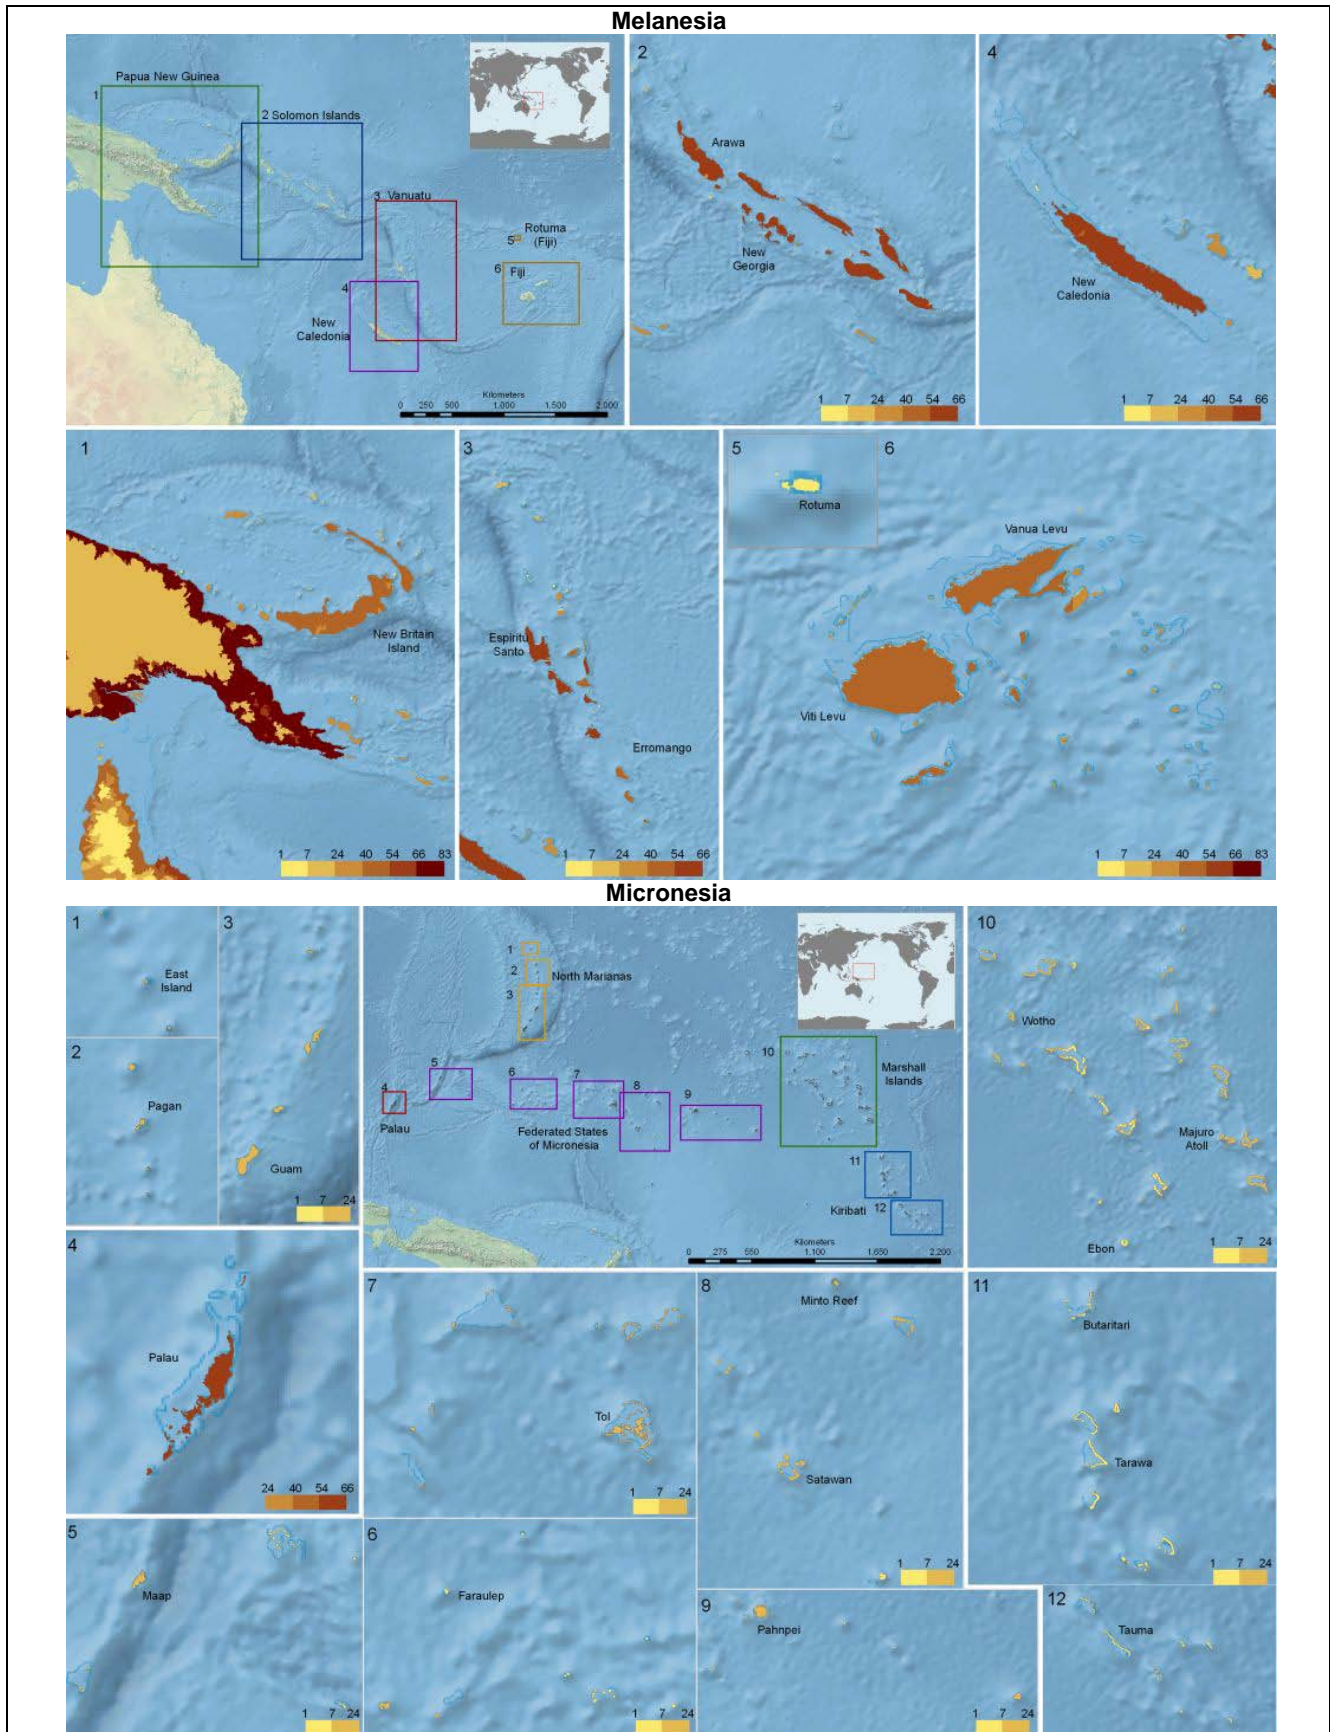 Melanesia
Papua New Guinea
1
2 Solomon Islands
3 Vanuatu
Rotuma
(Fiji)
5
6
Fiji
4
New
Caledonia
Kilometers
0 250 500 1.000 1.500 2.000
2
Arawa
New
Georgia
1 7 24 40 54 66
4
New
Caledonia
1 7 24 40 54 66
1
New Britain
Island
1 7 24 40 54 66 83
3
Espiritu
Santo
Erromango
1 7 24 40 54 66
5
Rotuma
6
Vanua Levu
Viti Levu
1 7 24 40 54 66 83
Micronesia
1
East
Island
2
Pagan
3
Guam
1 7 24
1
2
North Marianas
3
4
Palau
5
6
7
8
9
Federated States
of Micronesia
10
Marshall
Islands
11
Kiribati
12
Kilometers
0 275 550 1.100 1.650 2.200
10
Wotho
Majuro
Atoll
Ebon
1 7 24
4
Palau
24 40 54 66
7
Tol
1 7 24
8
Minto Reef
Satawan
1 7 24
11
Butaritari
Tarawa
1 7 24
5
Maap
1 7 24
6
Faraulep
1 7 24
9
Pahnpei
1 7 24
12
Tauma
1 7 24